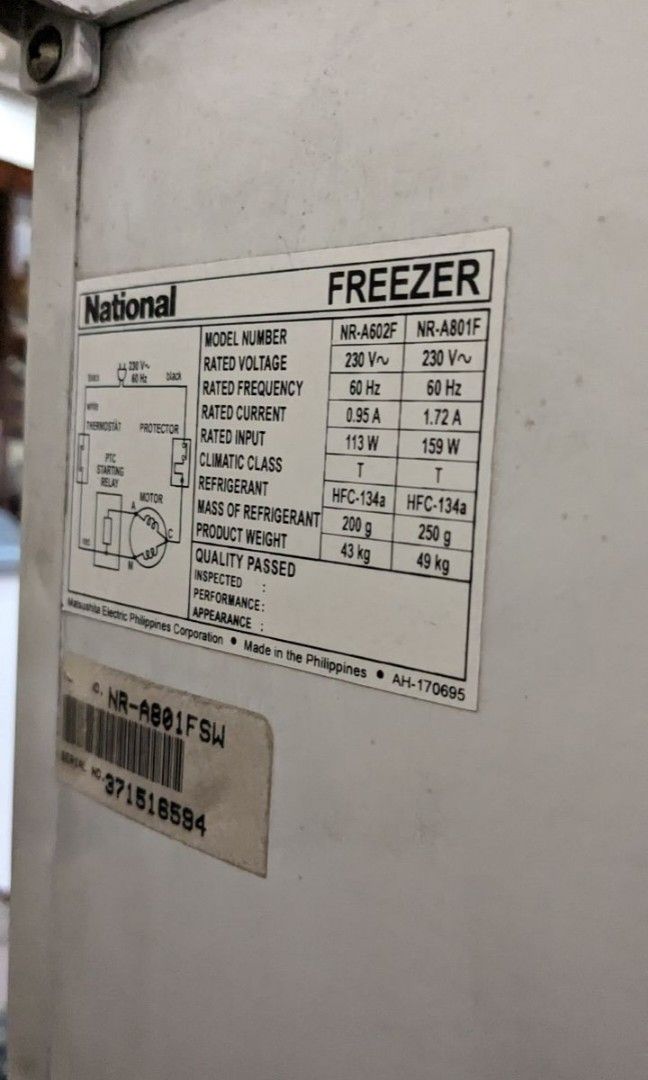 National FREEZER
MODEL NUMBER NR-A602F NR-A801F
RATED VOLTAGE 230 V~ 230 V~
RATED FREQUENCY 60 Hz 60 Hz
RATED CURRENT 0.95 A 1.72 A
RATED INPUT 113 W 159 W
CLIMATIC CLASS T T
REFRIGERANT HFC-134a HFC-134a
MASS OF REFRIGERANT 200 g 250 g
PRODUCT WEIGHT 43 kg 49 kg
QUALITY PASSED
INSPECTED :
PERFORMANCE :
APPEARANCE :
230 V~
60 Hz
black
white
THERMOSTAT PROTECTOR
PTC
STARTING
RELAY
MOTOR
A
C
M
Matsushita Electric Philippines Corporation • Made in the Philippines • AH-170695
NR-A801FSW
SERIAL NO. 371516594